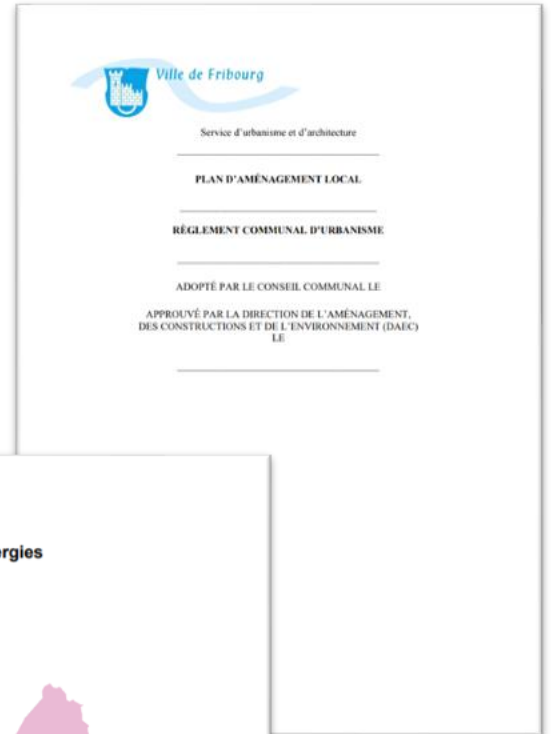 Ville de Fribourg
Service d'urbanisme et d'architecture
PLAN D'AMÉNAGEMENT LOCAL
RÈGLEMENT COMMUNAL D'URBANISME
ADOPTÉ PAR LE CONSEIL COMMUNAL LE
APPROUVÉ PAR LA DIRECTION DE L'AMÉNAGEMENT,
DES CONSTRUCTIONS ET DE L'ENVIRONNEMENT (DAEC)
LE
ergies